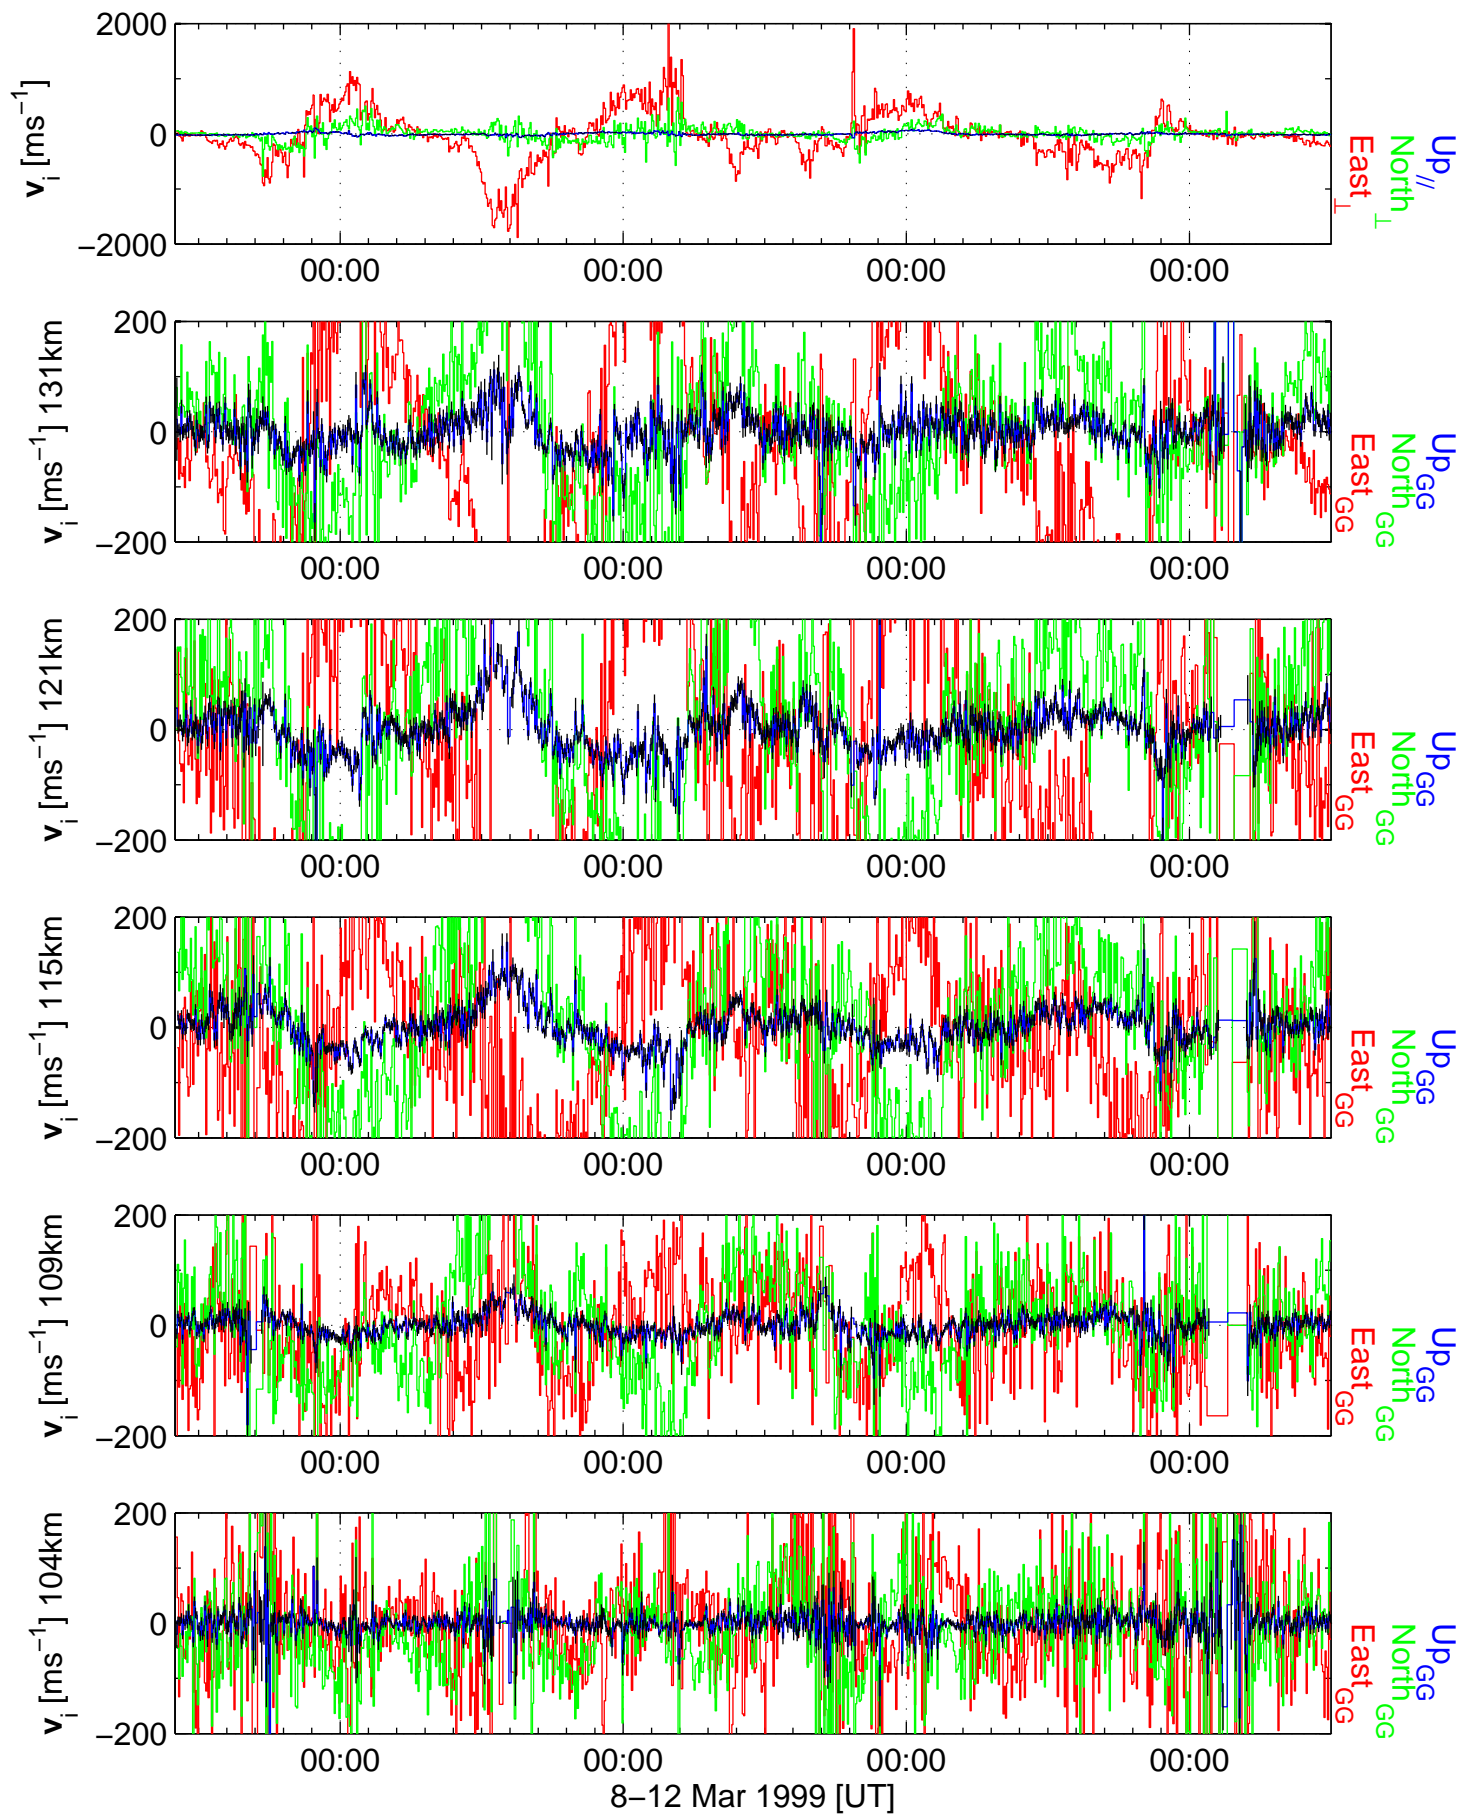 2000
0
−2000
v_i [ms^−1]
00:00 00:00 00:00 00:00
East_⊥
North_⊥
Up_//
200
0
−200
v_i [ms^−1] 131km
00:00 00:00 00:00 00:00
East_GG
North_GG
Up_GG
200
0
−200
v_i [ms^−1] 121km
00:00 00:00 00:00 00:00
East_GG
North_GG
Up_GG
200
0
−200
v_i [ms^−1] 115km
00:00 00:00 00:00 00:00
East_GG
North_GG
Up_GG
200
0
−200
v_i [ms^−1] 109km
00:00 00:00 00:00 00:00
East_GG
North_GG
Up_GG
200
0
−200
v_i [ms^−1] 104km
00:00 00:00 00:00 00:00
East_GG
North_GG
Up_GG
8−12 Mar 1999 [UT]